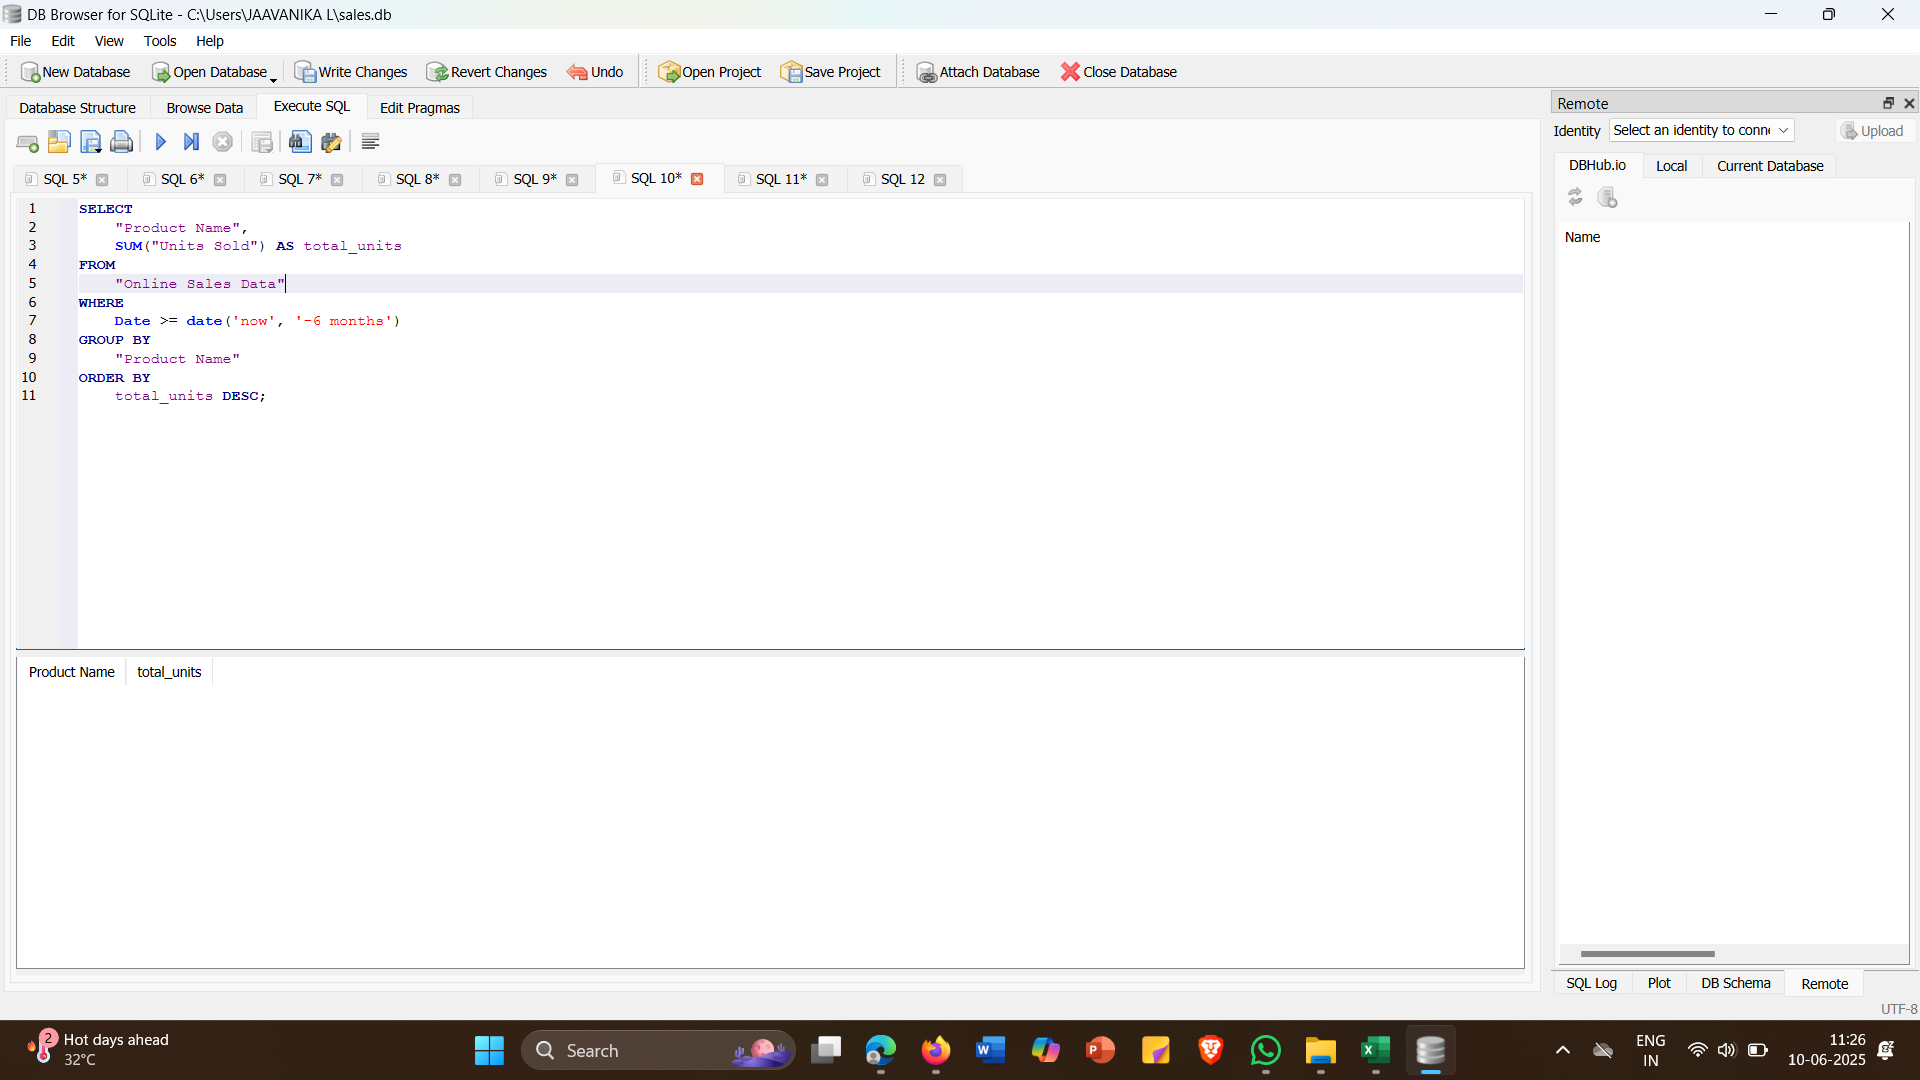 DB Browser for SQLite - C:\Users\JAAVANIKA L\sales.db
File Edit View Tools Help
New Database Open Database Write Changes Revert Changes Undo Open Project Save Project Attach Database Close Database
Database Structure Browse Data Execute SQL Edit Pragmas
SQL 5* SQL 6* SQL 7* SQL 8* SQL 9* SQL 10* SQL 11* SQL 12
1 SELECT
2 "Product Name",
3 SUM("Units Sold") AS total_units
4 FROM
5 "Online Sales Data"
6 WHERE
7 Date >= date('now', '-6 months')
8 GROUP BY
9 "Product Name"
10 ORDER BY
11 total_units DESC;
Product Name total_units
Remote
Identity Select an identity to conne Upload
DBHub.io Local Current Database
Name
SQL Log Plot DB Schema Remote
UTF-8
2 Hot days ahead
32°C
Search
ENG
IN
11:26
10-06-2025